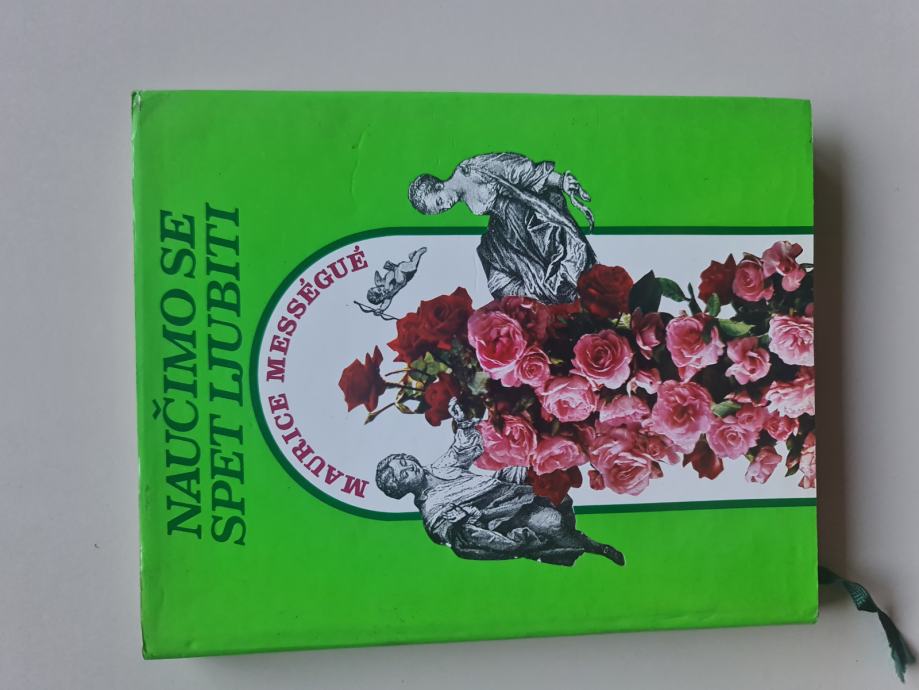 NAUČIMO SE
SPET LJUBITI
MAURICE MESSÉGUÉ